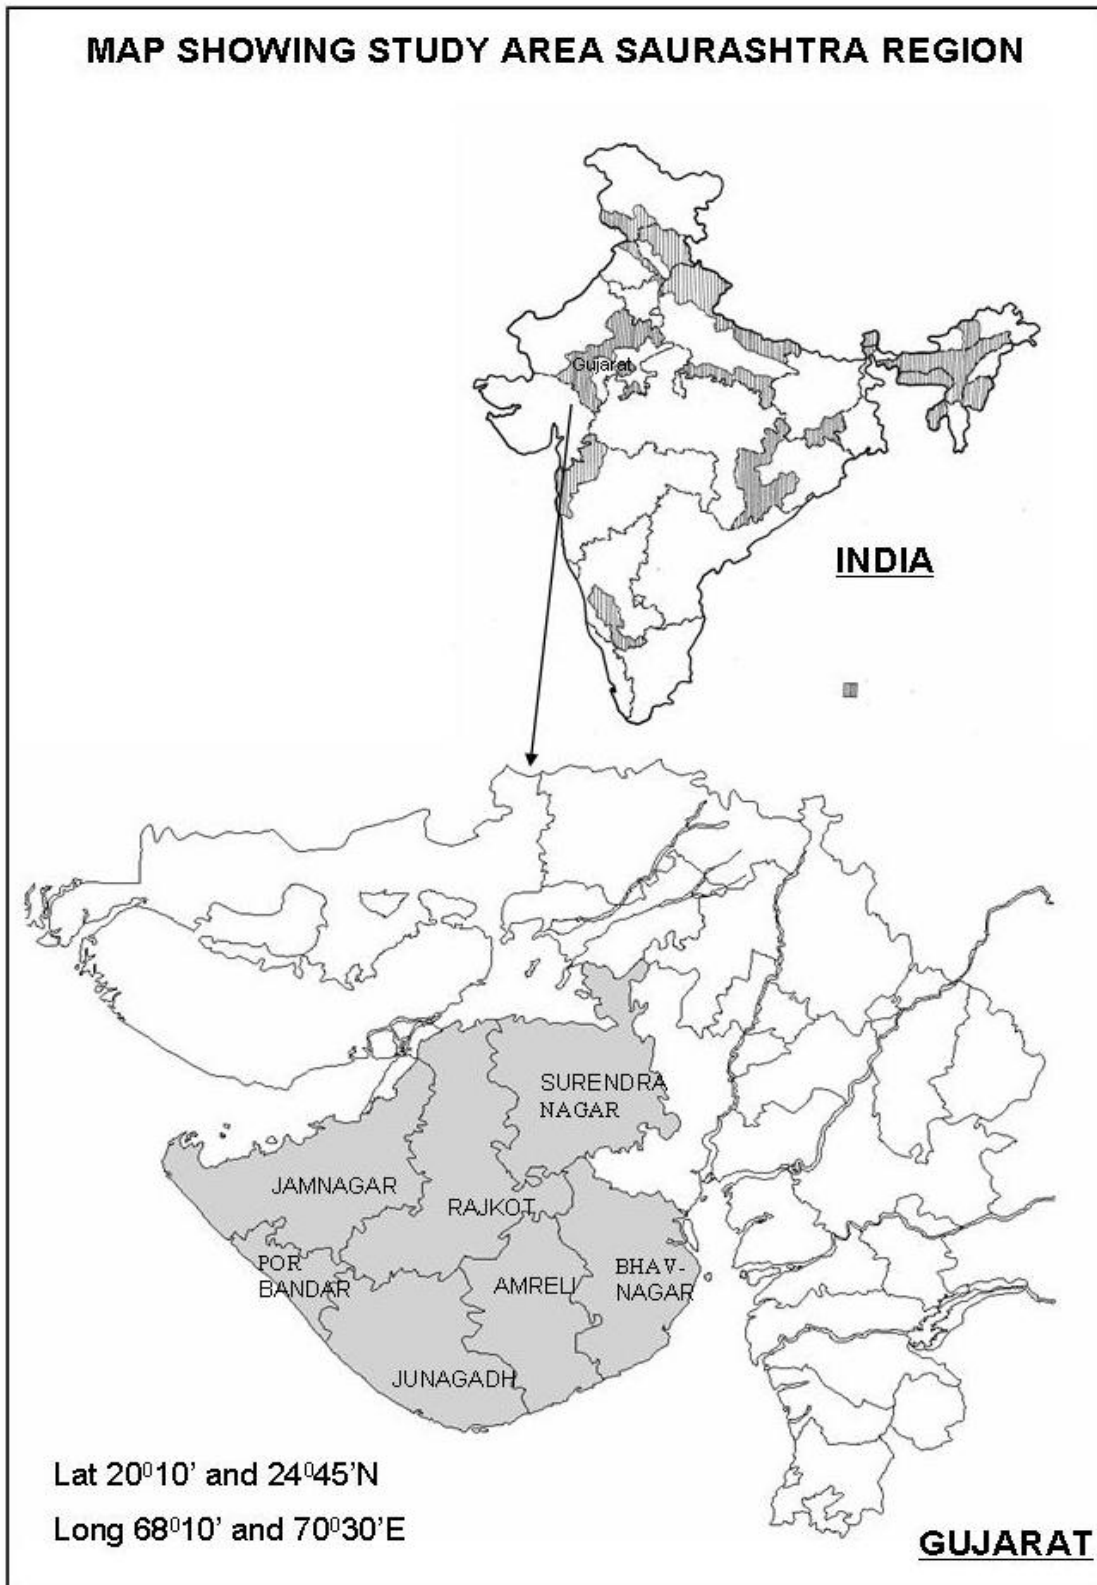 MAP SHOWING STUDY AREA SAURASHTRA REGION
Gujarat
INDIA
SURENDRA
NAGAR
JAMNAGAR
RAJKOT
POR
BANDAR
AMRELI
BHAV-
NAGAR
JUNAGADH
Lat 20⁰10’ and 24⁰45’N
Long 68⁰10’ and 70⁰30’E
GUJARAT